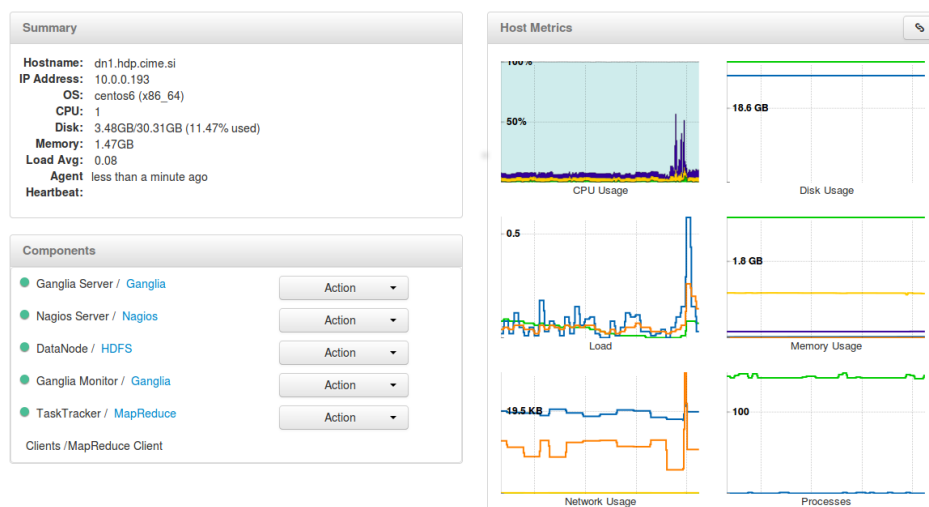 Summary
Hostname: dn1.hdp.cime.si
IP Address: 10.0.0.193
OS: centos6 (x86_64)
CPU: 1
Disk: 3.48GB/30.31GB (11.47% used)
Memory: 1.47GB
Load Avg: 0.08
Agent less than a minute ago
Heartbeat:
Components
Ganglia Server / Ganglia Action
Nagios Server / Nagios Action
DataNode / HDFS Action
Ganglia Monitor / Ganglia Action
TaskTracker / MapReduce Action
Clients /MapReduce Client
Host Metrics
100%
50%
CPU Usage
18.6 GB
Disk Usage
0.5
Load
1.8 GB
Memory Usage
49.5 KB
Network Usage
100
Processes